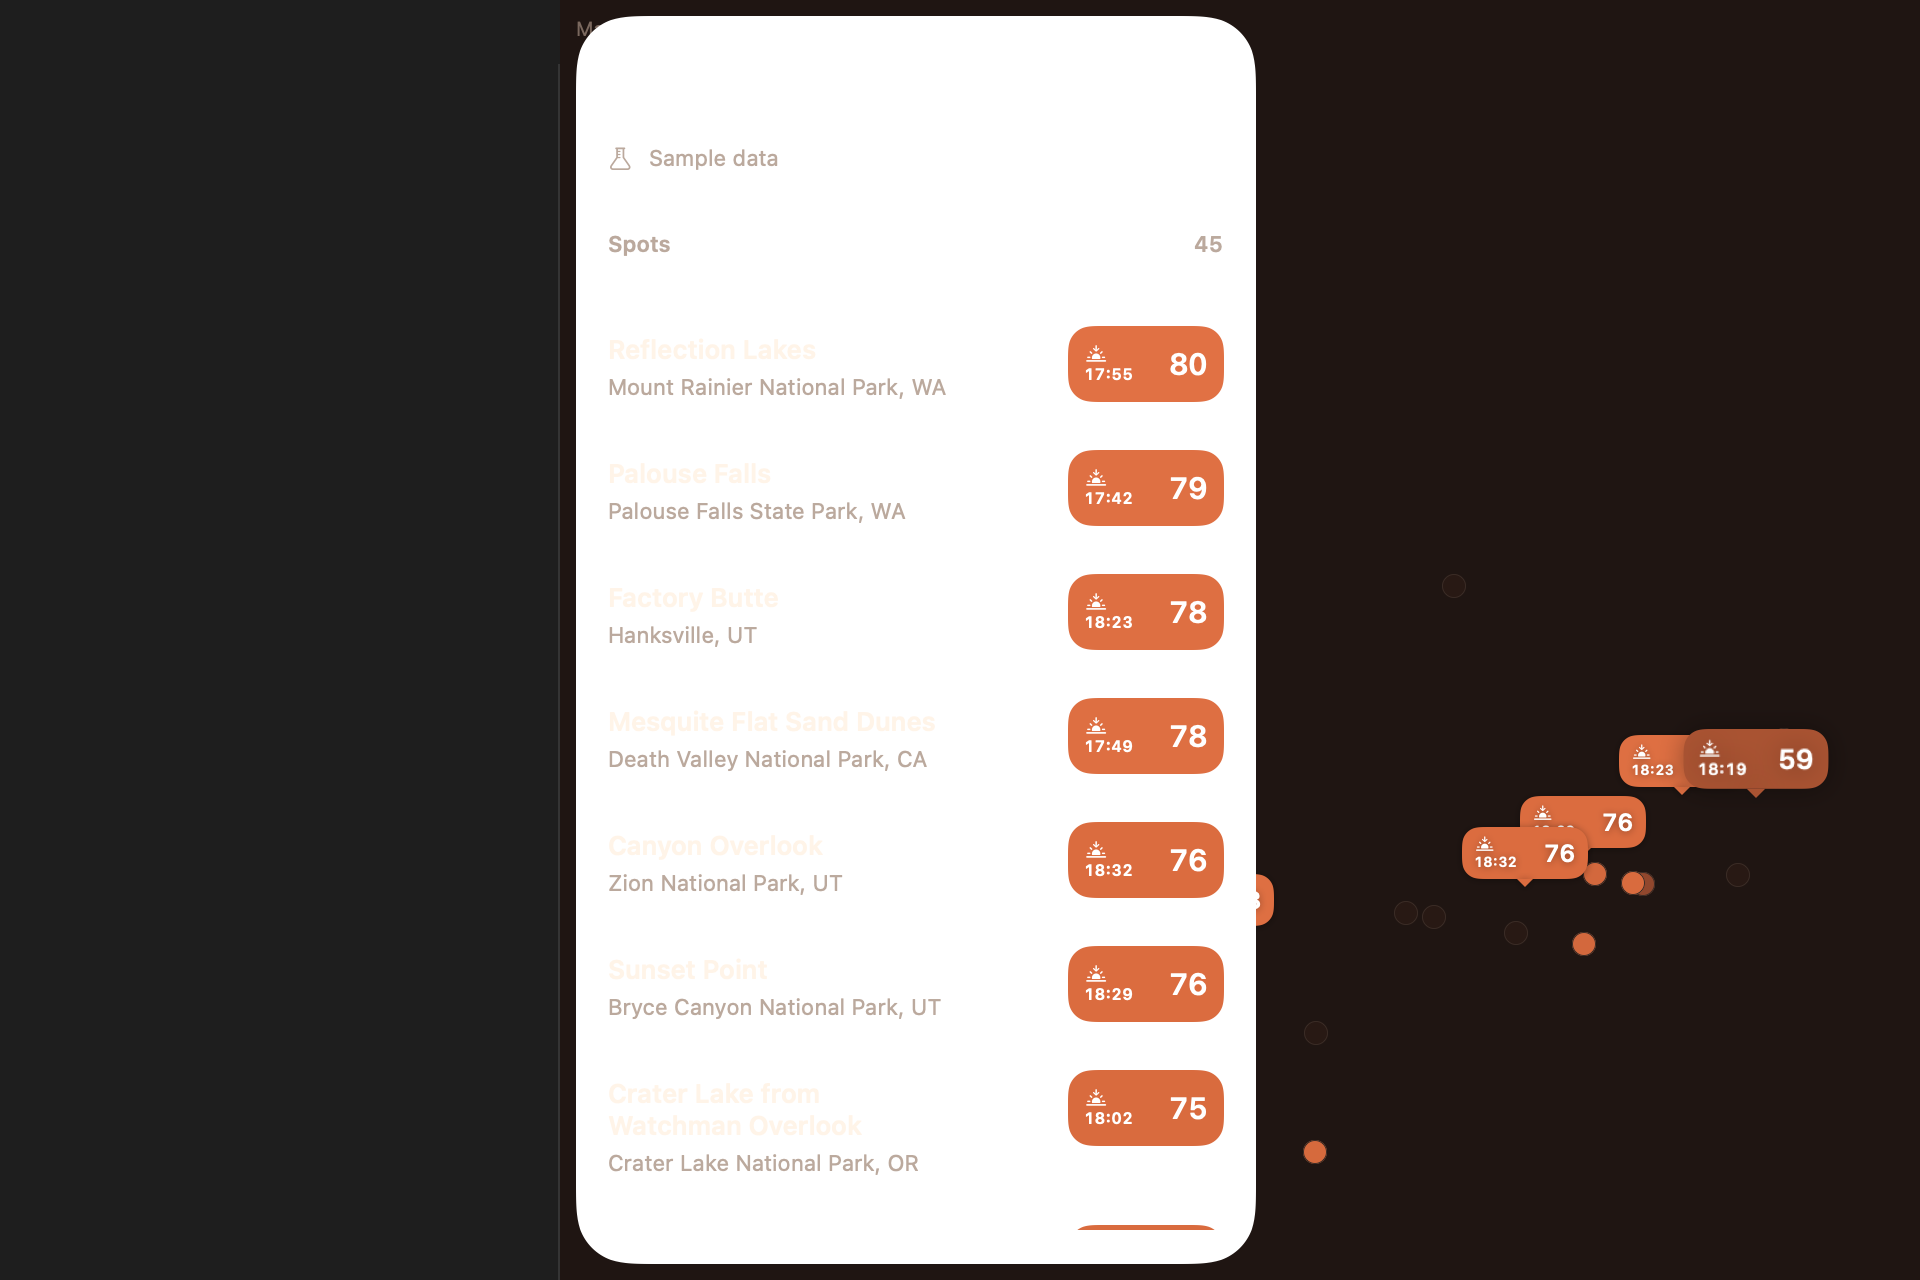 Sample data
Spots 45
Reflection Lakes
Mount Rainier National Park, WA
17:55 80
Palouse Falls
Palouse Falls State Park, WA
17:42 79
Factory Butte
Hanksville, UT
18:23 78
Mesquite Flat Sand Dunes
Death Valley National Park, CA
17:49 78
Canyon Overlook
Zion National Park, UT
18:32 76
Sunset Point
Bryce Canyon National Park, UT
18:29 76
Crater Lake from
Watchman Overlook
Crater Lake National Park, OR
18:02 75
18:23
18:19 59
76
18:32 76